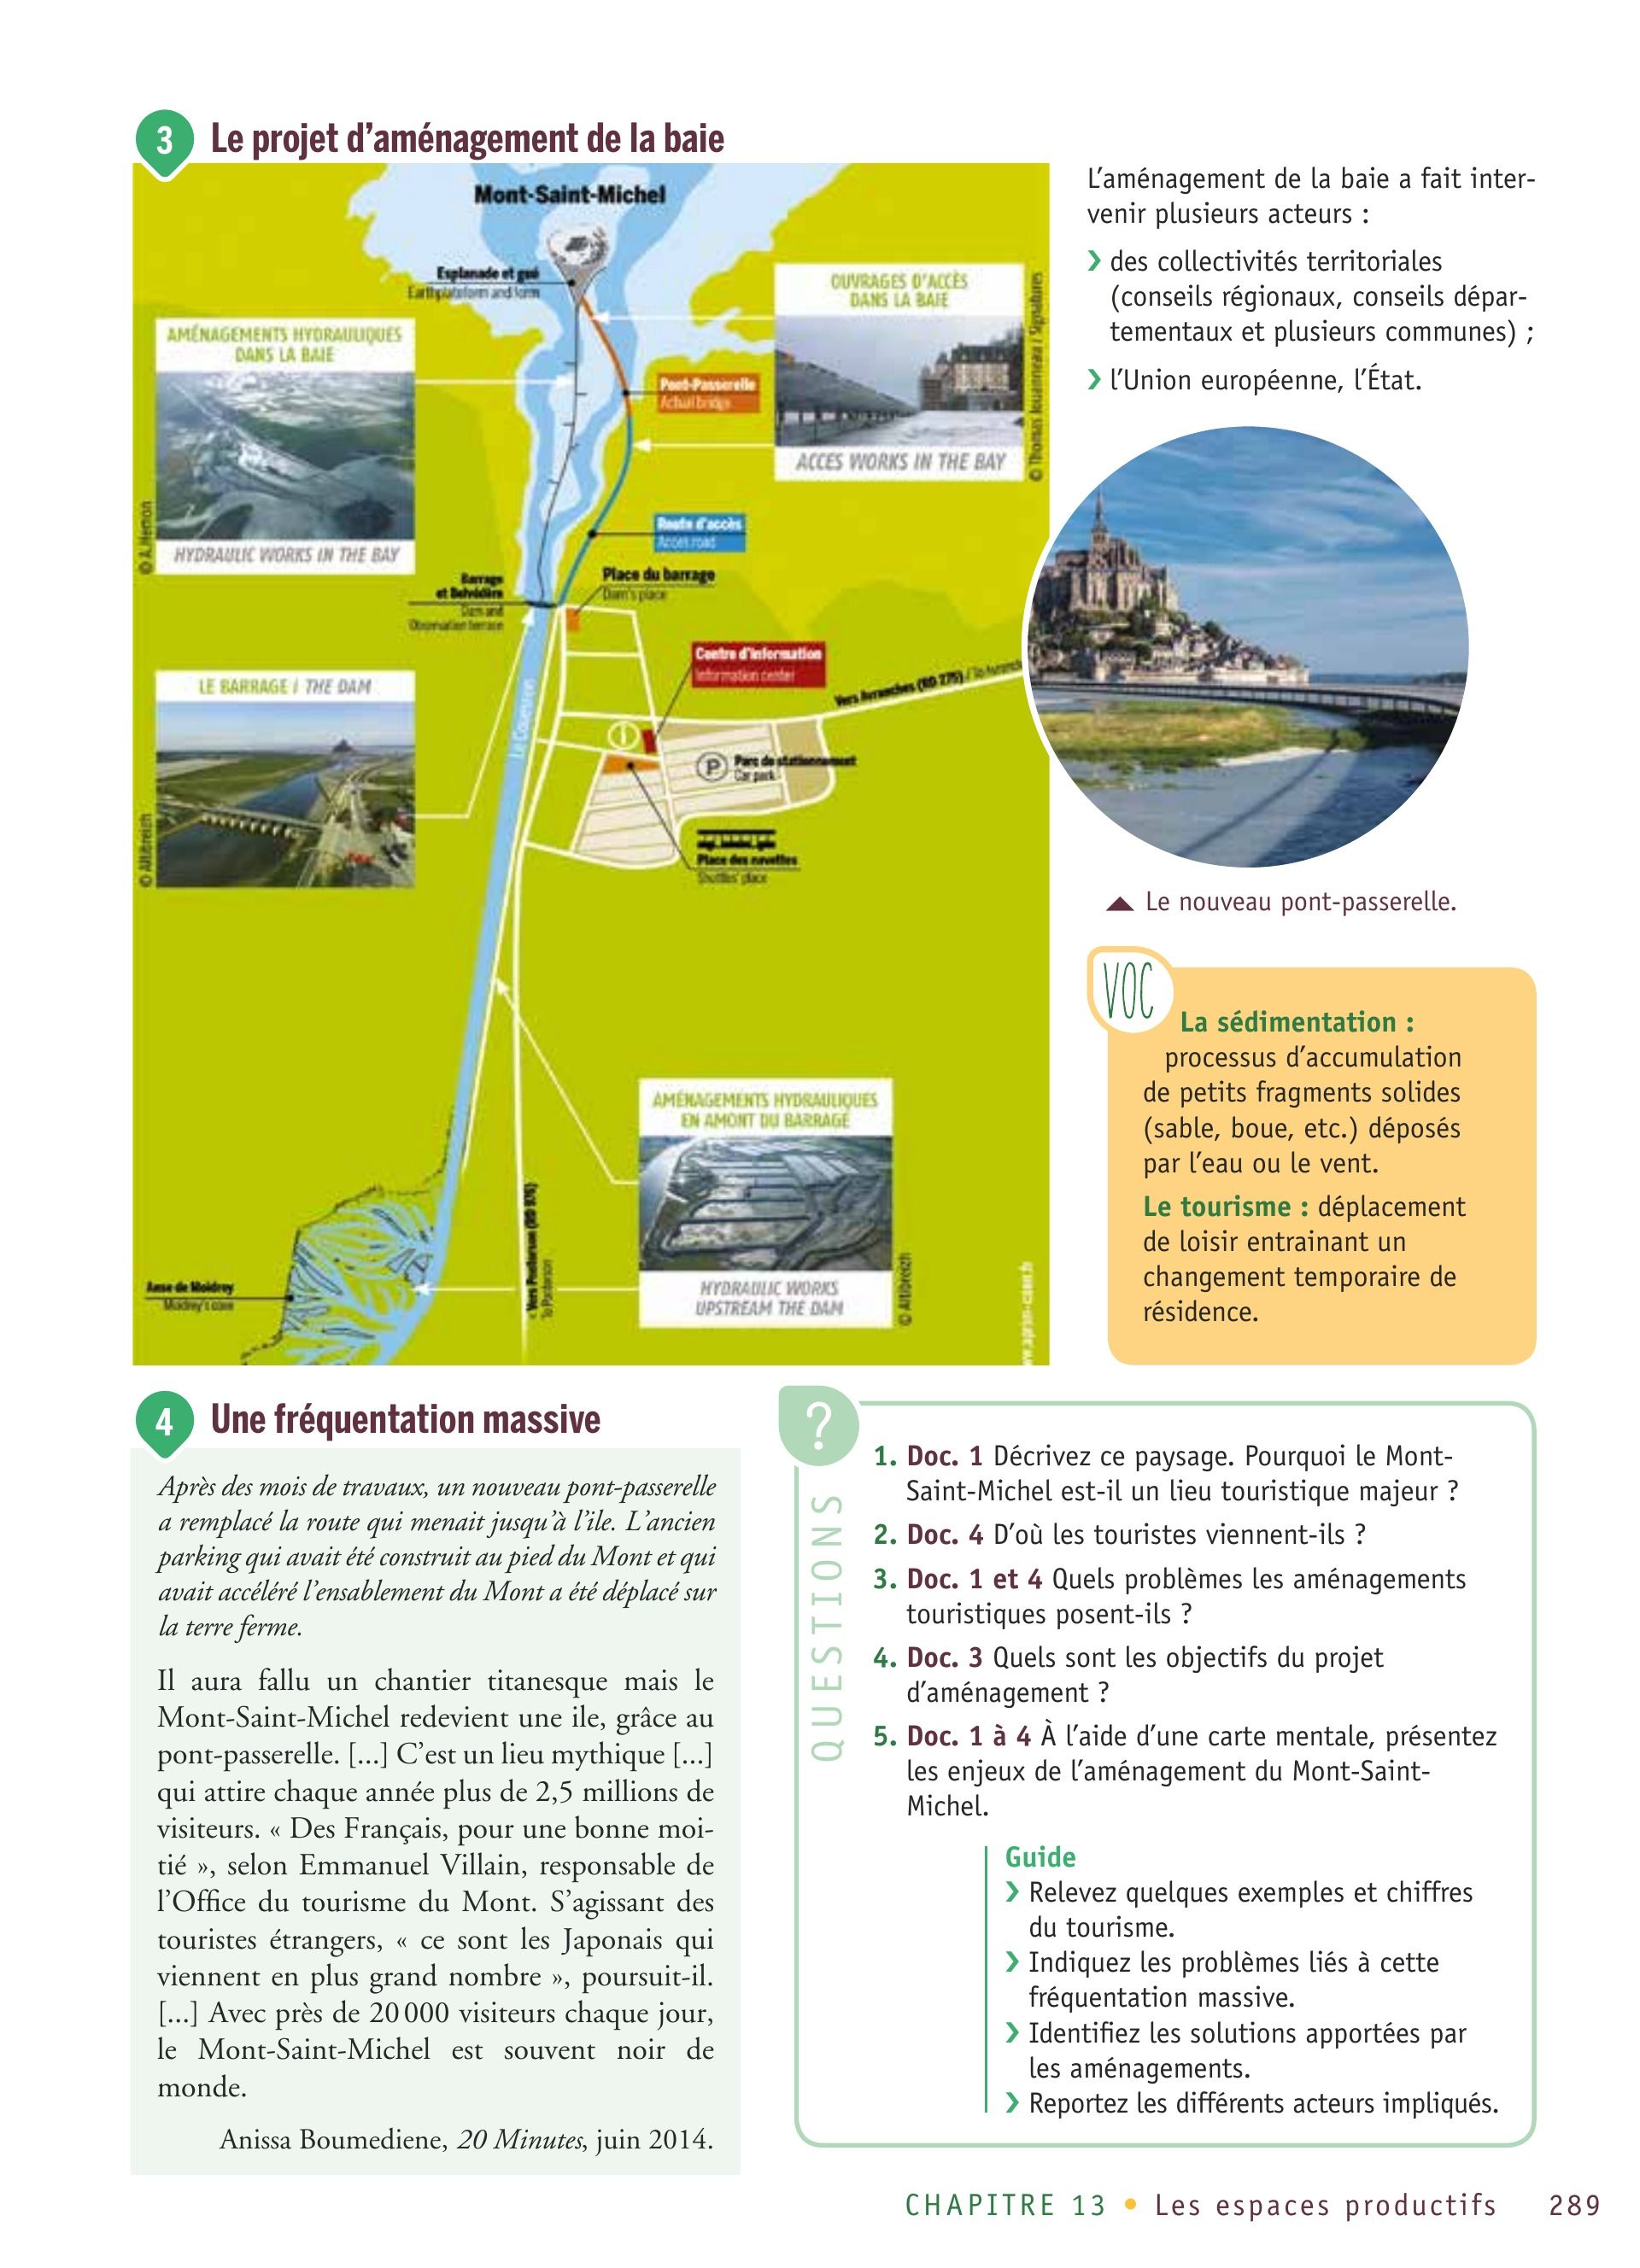 3 Le projet d'aménagement de la baie
Mont-Saint-Michel
Esplanade et gué
OUVRAGES D'ACCÈS
DANS LA BAIE
ACCES WORKS IN THE BAY
© Thomas Jouanneau / Signatures
AMÉNAGEMENTS HYDRAULIQUES
DANS LA BAIE
HYDRAULIC WORKS IN THE BAY
Pont-Passerelle
Actual bridge
Route d'accès
Acces road
Barrage
et Belvédère
Dam and
Observation terrace
Place du barrage
Dam's place
Centre d'information
Information center
Vers Avranches (RD 275) /
LE BARRAGE / THE DAM
© Altibreizh
Le Couesnon
P
Parc de stationnement
Car park
Place des navettes
Shuttles' place
AMÉNAGEMENTS HYDRAULIQUES
EN AMONT DU BARRAGE
HYDRAULIC WORKS
UPSTREAM THE DAM
© Altibreizh
Vers Pontorson (RD 976)
To Pontorson
Anse de Moidrey
Moidrey's cove
L'aménagement de la baie a fait inter-
venir plusieurs acteurs :
› des collectivités territoriales
(conseils régionaux, conseils dépar-
tementaux et plusieurs communes) ;
› l'Union européenne, l'État.
Le nouveau pont-passerelle.
VOC
La sédimentation :
processus d'accumulation
de petits fragments solides
(sable, boue, etc.) déposés
par l'eau ou le vent.
Le tourisme : déplacement
de loisir entrainant un
changement temporaire de
résidence.
4 Une fréquentation massive
Après des mois de travaux, un nouveau pont-passerelle
a remplacé la route qui menait jusqu'à l'ile. L'ancien
parking qui avait été construit au pied du Mont et qui
avait accéléré l'ensablement du Mont a été déplacé sur
la terre ferme.
Il aura fallu un chantier titanesque mais le
Mont-Saint-Michel redevient une ile, grâce au
pont-passerelle. [...] C'est un lieu mythique [...]
qui attire chaque année plus de 2,5 millions de
visiteurs. « Des Français, pour une bonne moi-
tié », selon Emmanuel Villain, responsable de
l'Office du tourisme du Mont. S'agissant des
touristes étrangers, « ce sont les Japonais qui
viennent en plus grand nombre », poursuit-il.
[...] Avec près de 20 000 visiteurs chaque jour,
le Mont-Saint-Michel est souvent noir de
monde.
Anissa Boumediene, 20 Minutes, juin 2014.
?
QUESTIONS
1. Doc. 1 Décrivez ce paysage. Pourquoi le Mont-
Saint-Michel est-il un lieu touristique majeur ?
2. Doc. 4 D'où les touristes viennent-ils ?
3. Doc. 1 et 4 Quels problèmes les aménagements
touristiques posent-ils ?
4. Doc. 3 Quels sont les objectifs du projet
d'aménagement ?
5. Doc. 1 à 4 À l'aide d'une carte mentale, présentez
les enjeux de l'aménagement du Mont-Saint-
Michel.
Guide
› Relevez quelques exemples et chiffres
du tourisme.
› Indiquez les problèmes liés à cette
fréquentation massive.
› Identifiez les solutions apportées par
les aménagements.
› Reportez les différents acteurs impliqués.
CHAPITRE 13 • Les espaces productifs 289